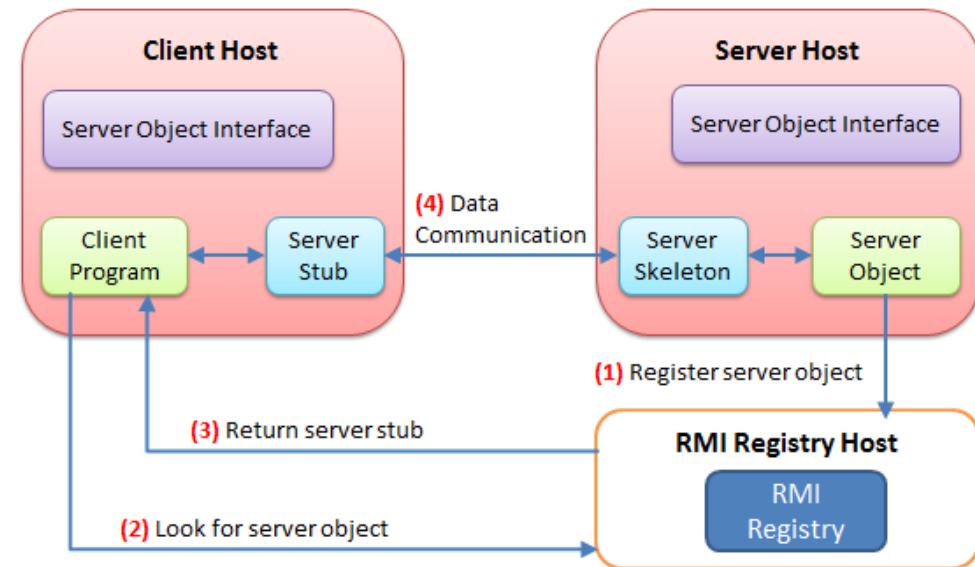 Client Host
Server Object Interface
Client
Program
Server
Stub
(4) Data
Communication
Server Host
Server Object Interface
Server
Skeleton
Server
Object
(1) Register server object
(3) Return server stub
(2) Look for server object
RMI Registry Host
RMI
Registry